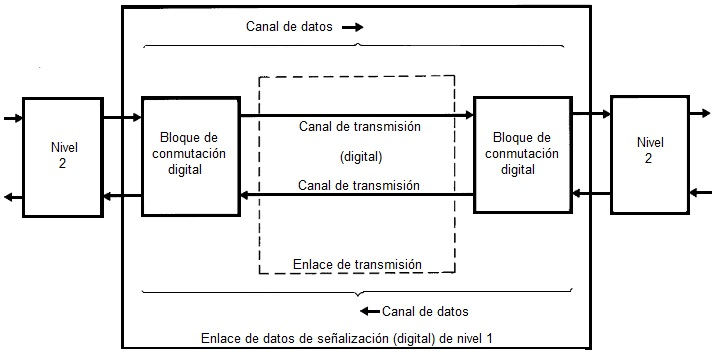 Canal de datos
Nivel
2
Bloque de
conmutación
digital
Canal de transmisión
(digital)
Canal de transmisión
Enlace de transmisión
Bloque de
conmutación
digital
Nivel
2
Canal de datos
Enlace de datos de señalización (digital) de nivel 1